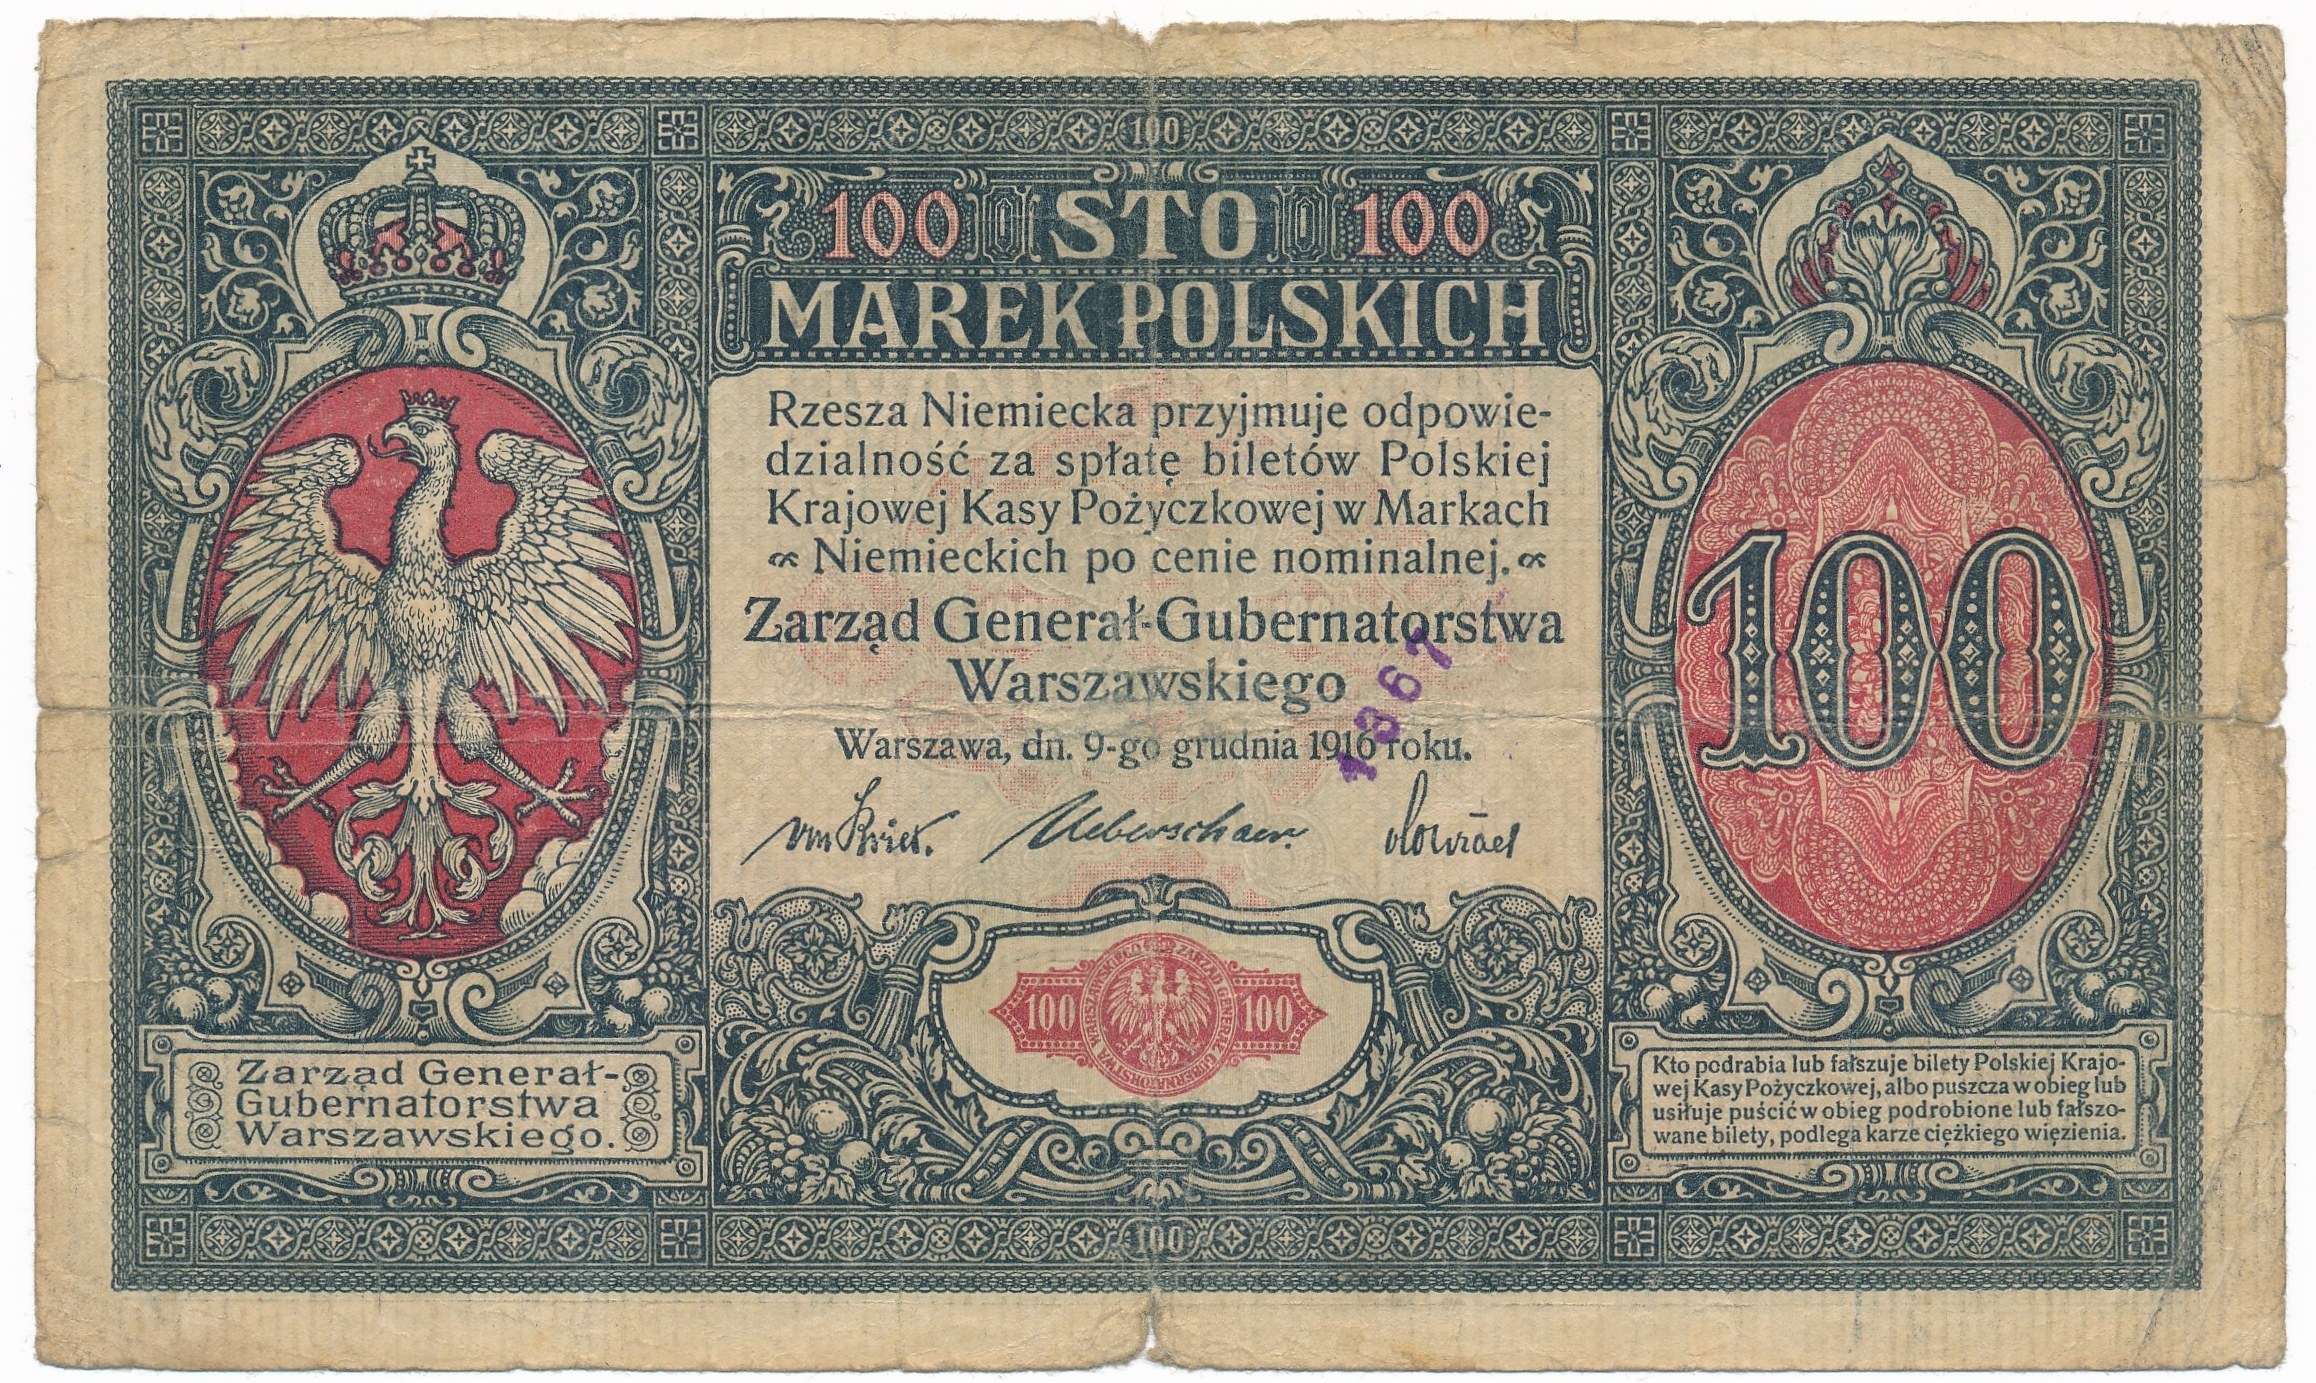 100
100 STO 100
MAREK POLSKICH
Rzesza Niemiecka przyjmuje odpowie-
dzialność za spłatę biletów Polskiej
Krajowej Kasy Pożyczkowej w Markach
Niemieckich po cenie nominalnej.
Zarząd Generał-Gubernatorstwa
Warszawskiego
Warszawa, dn. 9-go grudnia 1916 roku.
1367
Ueberschaer.
100
100 100
Zarząd Generał-
Gubernatorstwa
Warszawskiego.
Kto podrabia lub fałszuje bilety Polskiej Krajo-
wej Kasy Pożyczkowej, albo puszcza w obieg lub
usiłuje puścić w obieg podrobione lub fałszo-
wane bilety, podlega karze ciężkiego więzienia.
100